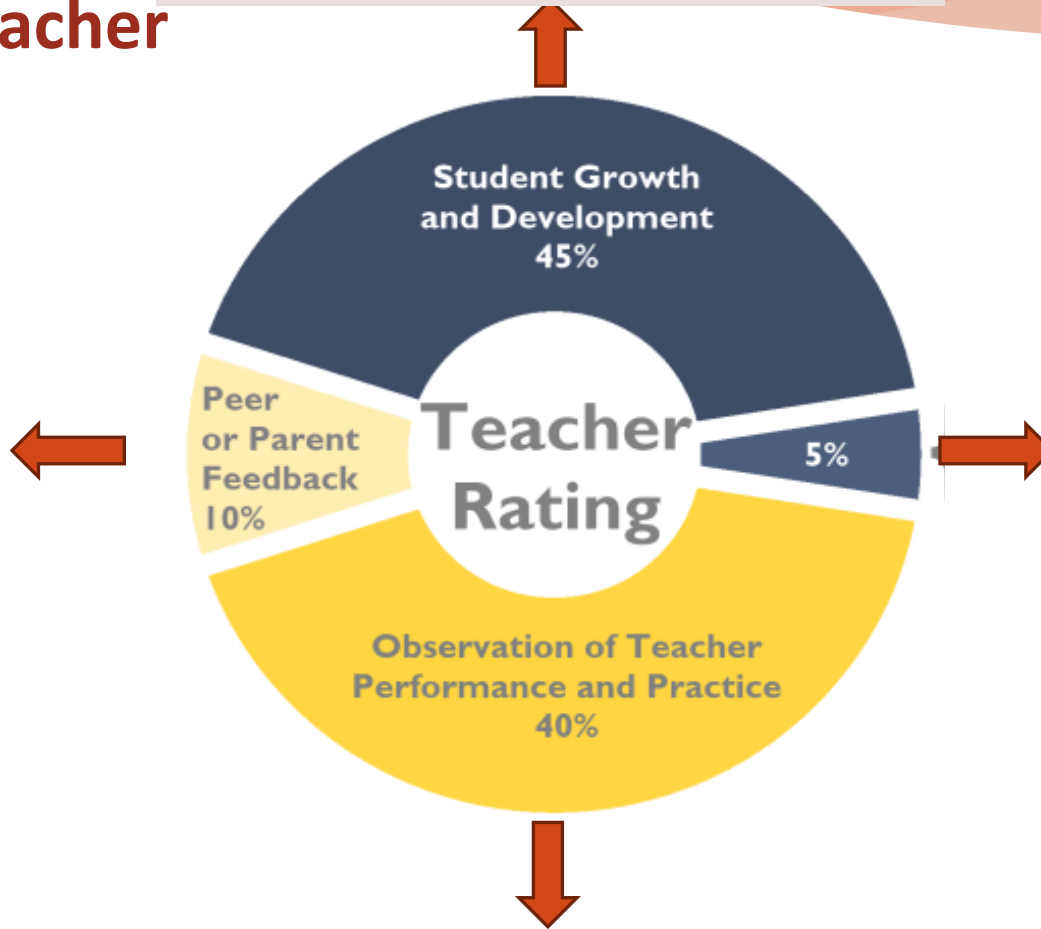 acher
Student Growth
and Development
45%
Peer
or Parent
Feedback
10%
Teacher
Rating
5%
Observation of Teacher
Performance and Practice
40%